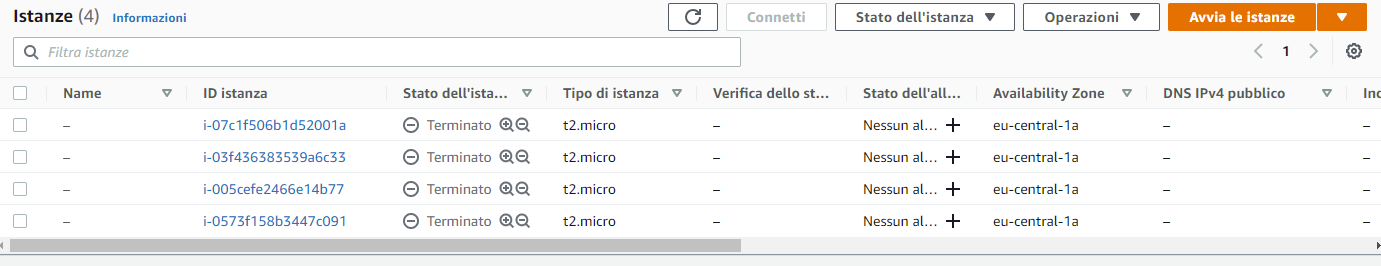 Istanze (4) Informazioni Connetti Stato dell'istanza Operazioni Avvia le istanze
Filtra istanze 1
Name ID istanza Stato dell'ista... Tipo di istanza Verifica dello st... Stato dell'all... Availability Zone DNS IPv4 pubblico Ind
– i-07c1f506b1d52001a Terminato t2.micro – Nessun al... + eu-central-1a – –
– i-03f436383539a6c33 Terminato t2.micro – Nessun al... + eu-central-1a – –
– i-005cefe2466e14b77 Terminato t2.micro – Nessun al... + eu-central-1a – –
– i-0573f158b3447c091 Terminato t2.micro – Nessun al... + eu-central-1a – –